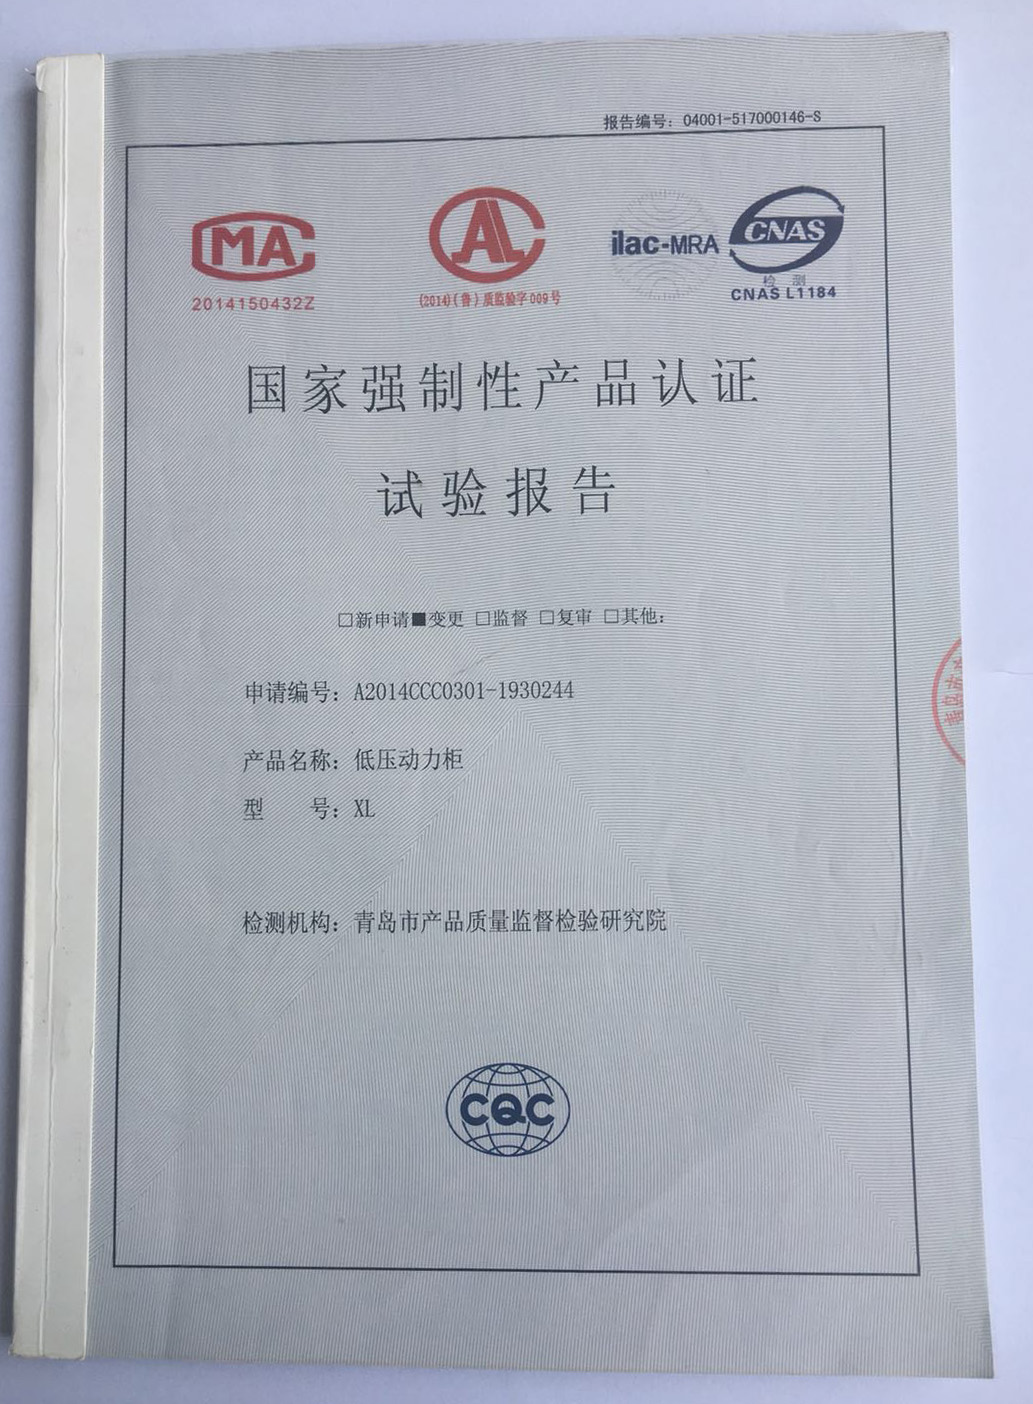 报告编号: 04001-517000146-S
MA
2014150432Z
AL
(2014)(鲁)质监验字009号
ilac-MRA
CNAS
检 测
CNAS L1184
国家强制性产品认证
试验报告
□新申请■变更 □监督 □复审 □其他:
申请编号: A2014CCC0301-1930244
产品名称: 低压动力柜
型 号: XL
检测机构: 青岛市产品质量监督检验研究院
CQC
青岛市